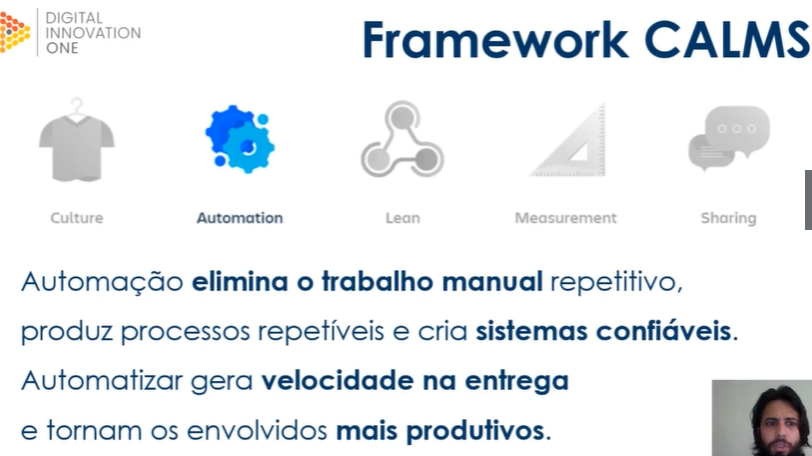 DIGITAL
INNOVATION
ONE
Framework CALMS
Culture
Automation
Lean
Measurement
Sharing
Automação elimina o trabalho manual repetitivo,
produz processos repetíveis e cria sistemas confiáveis.
Automatizar gera velocidade na entrega
e tornam os envolvidos mais produtivos.